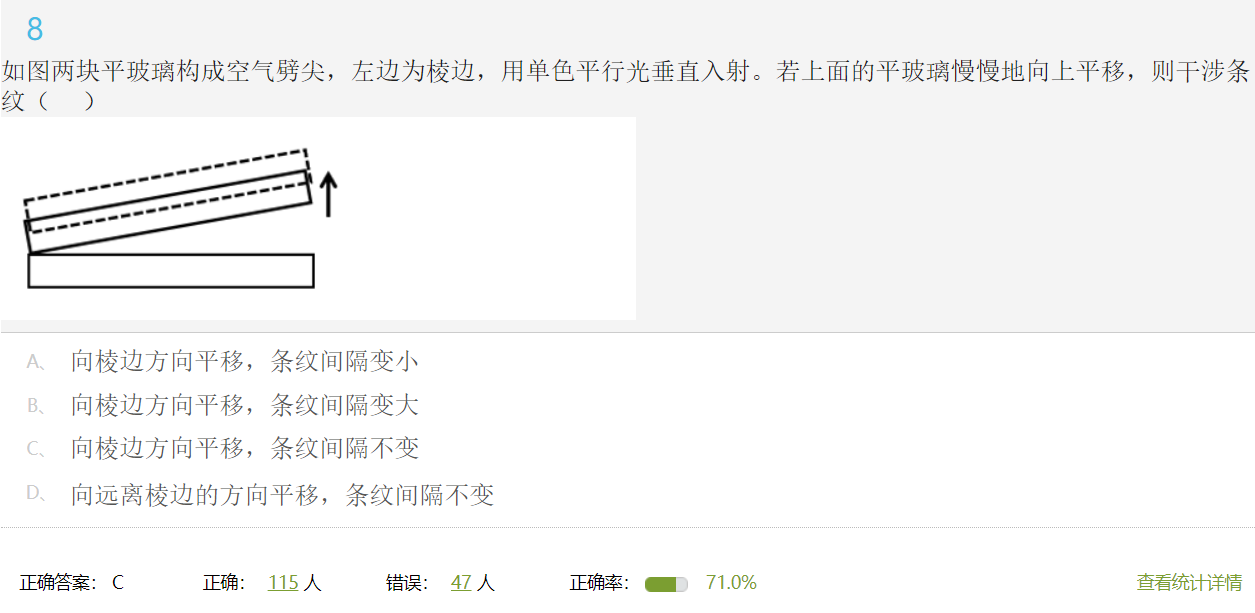 8
如图两块平玻璃构成空气劈尖，左边为棱边，用单色平行光垂直入射。若上面的平玻璃慢慢地向上平移，则干涉条
纹（　）
A、 向棱边方向平移，条纹间隔变小
B、 向棱边方向平移，条纹间隔变大
C、 向棱边方向平移，条纹间隔不变
D、 向远离棱边的方向平移，条纹间隔不变
正确答案： C 正确： 115 人 错误： 47 人 正确率： 71.0% 查看统计详情